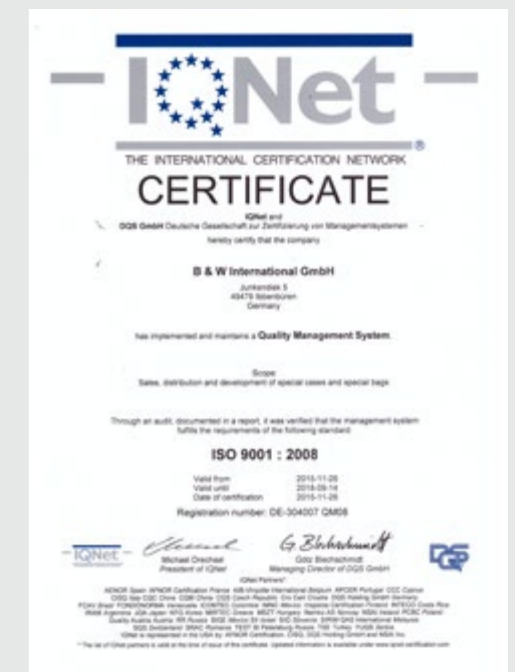 IQNet
®
THE INTERNATIONAL CERTIFICATION NETWORK
CERTIFICATE
IQNet and
DQS GmbH Deutsche Gesellschaft zur Zertifizierung von Managementsystemen
hereby certify that the company
B & W International GmbH
Junkendiek 5
49479 Ibbenbüren
Germany
has implemented and maintains a Quality Management System.
Scope:
Sales, distribution and development of special cases and special bags
Through an audit, documented in a report, it was verified that the management system
fulfills the requirements of the following standard:
ISO 9001 : 2008
Valid from 2015-11-26
Valid until 2018-09-14
Date of certification 2015-11-26
Registration number: DE-304007 QM08
IQNet
Michael Drechsel
President of IQNet
Götz Blechschmidt
Managing Director of DQS GmbH
DQS
IQNet Partners*: